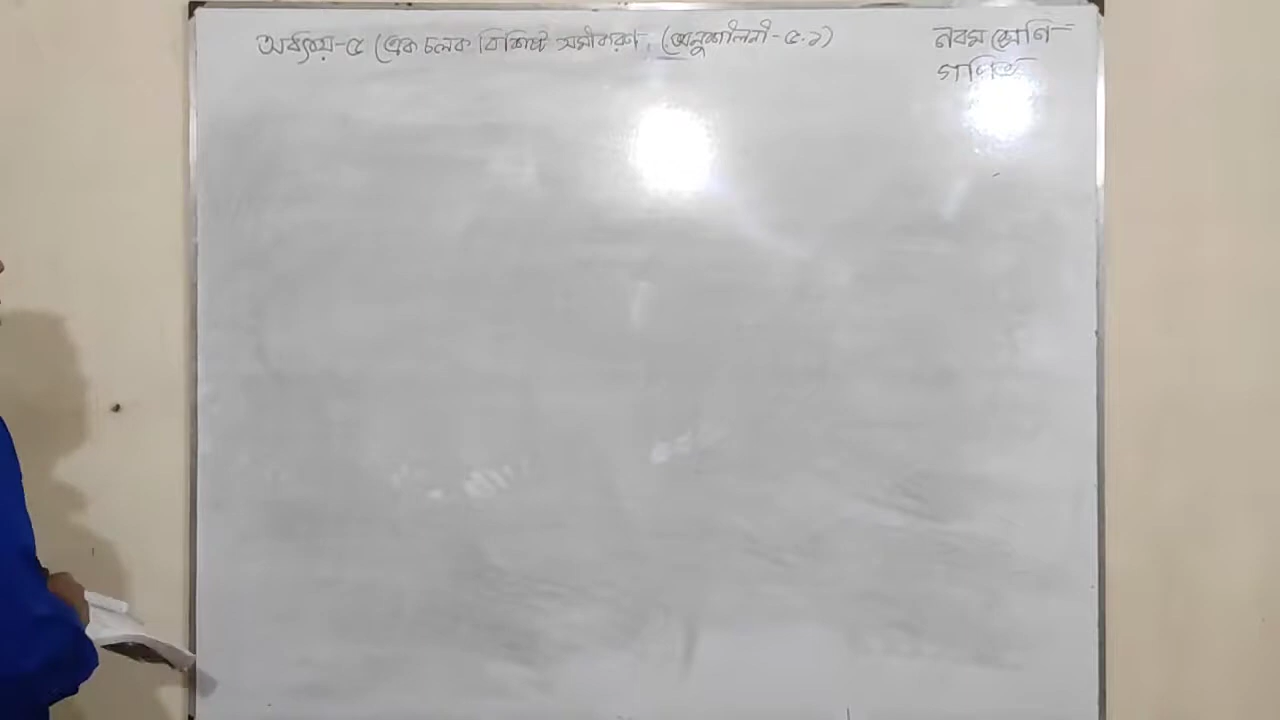 অধ্যায়-৫ (এক চলক বিশিষ্ট সমীকরণ, (অনুশীলনী-৫.১)
নবম শ্রেণি
গণিত